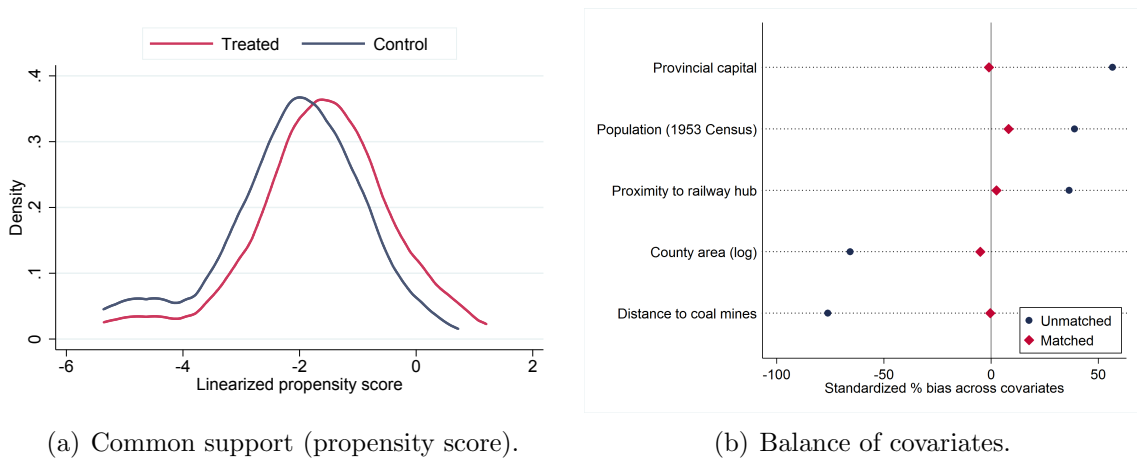 Treated Control
.4
.3
.2
.1
0
Density
-6 -4 -2 0 2
Linearized propensity score
(a) Common support (propensity score).
Provincial capital
Population (1953 Census)
Proximity to railway hub
County area (log)
Distance to coal mines
Unmatched
Matched
-100 -50 0 50
Standardized % bias across covariates
(b) Balance of covariates.